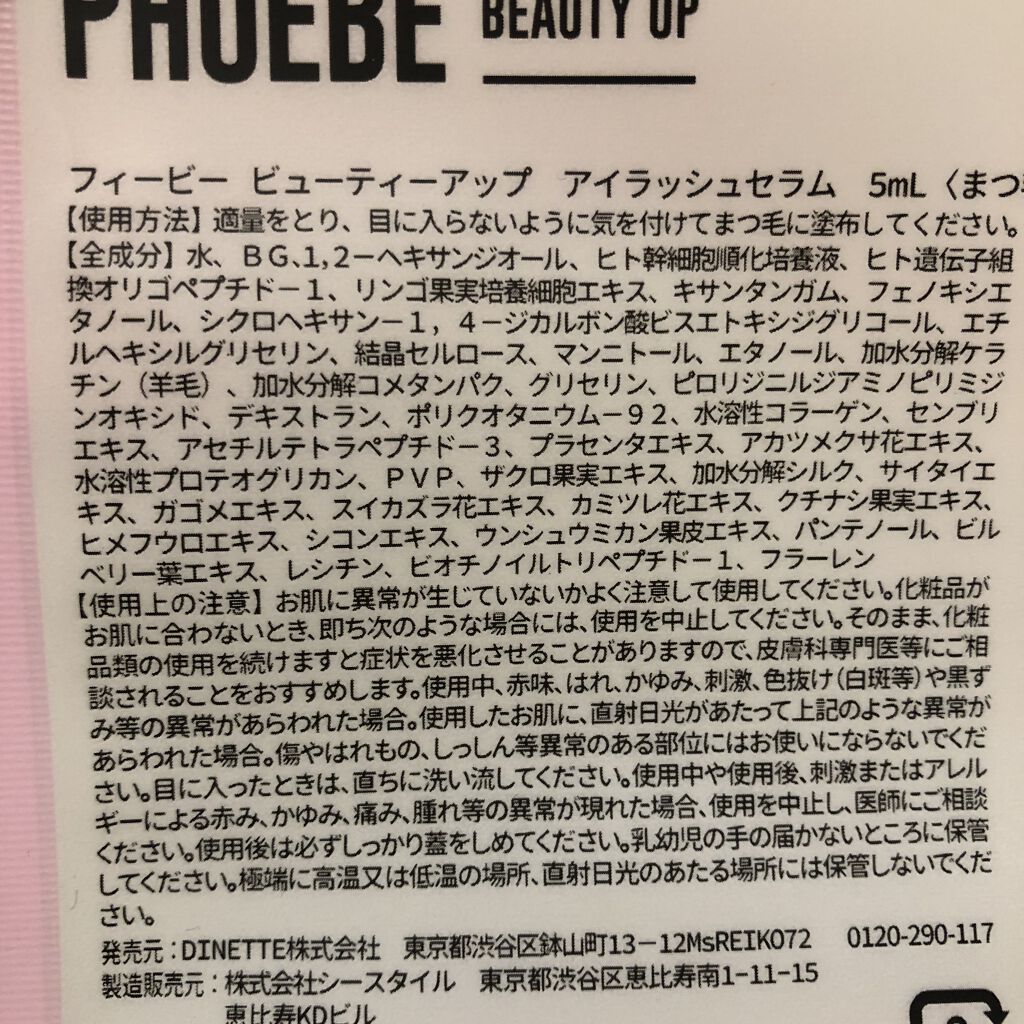 PHOEBE BEAUTY UP
フィービー ビューティーアップ アイラッシュセラム 5mL〈まつ
【使用方法】適量をとり、目に入らないように気を付けてまつ毛に塗布してください。
【全成分】水、ＢＧ、1,2－ヘキサンジオール、ヒト幹細胞順化培養液、ヒト遺伝子組
換オリゴペプチド－1、リンゴ果実培養細胞エキス、キサンタンガム、フェノキシエ
タノール、シクロヘキサン－1，４－ジカルボン酸ビスエトキシジグリコール、エチ
ルヘキシルグリセリン、結晶セルロース、マンニトール、エタノール、加水分解ケラ
チン（羊毛）、加水分解コメタンパク、グリセリン、ピロリジニルジアミノピリミジ
ンオキシド、デキストラン、ポリクオタニウム－９２、水溶性コラーゲン、センブリ
エキス、アセチルテトラペプチド－3、プラセンタエキス、アカツメクサ花エキス、
水溶性プロテオグリカン、ＰＶＰ、ザクロ果実エキス、加水分解シルク、サイタイエ
キス、ガゴメエキス、スイカズラ花エキス、カミツレ花エキス、クチナシ果実エキス、
ヒメフウロエキス、シコンエキス、ウンシュウミカン果皮エキス、パンテノール、ビル
ベリー葉エキス、レシチン、ビオチノイルトリペプチド－1、フラーレン
【使用上の注意】お肌に異常が生じていないかよく注意して使用してください。化粧品が
お肌に合わないとき、即ち次のような場合には、使用を中止してください。そのまま、化粧
品類の使用を続けますと症状を悪化させることがありますので、皮膚科専門医等にご相
談されることをおすすめします。使用中、赤味、はれ、かゆみ、刺激、色抜け（白斑等）や黒ず
み等の異常があらわれた場合。使用したお肌に、直射日光があたって上記のような異常が
あらわれた場合。傷やはれもの、しっしん等異常のある部位にはお使いにならないでくだ
さい。目に入ったときは、直ちに洗い流してください。使用中や使用後、刺激またはアレル
ギーによる赤み、かゆみ、痛み、腫れ等の異常が現れた場合、使用を中止し、医師にご相談
ください。使用後は必ずしっかり蓋をしめてください。乳幼児の手の届かないところに保管
してください。極端に高温又は低温の場所、直射日光のあたる場所には保管しないでくだ
さい。
発売元：DINETTE株式会社 東京都渋谷区鉢山町13－12MsREIKO72 0120-290-117
製造販売元：株式会社シースタイル 東京都渋谷区恵比寿南1-11-15
恵比寿KDビル